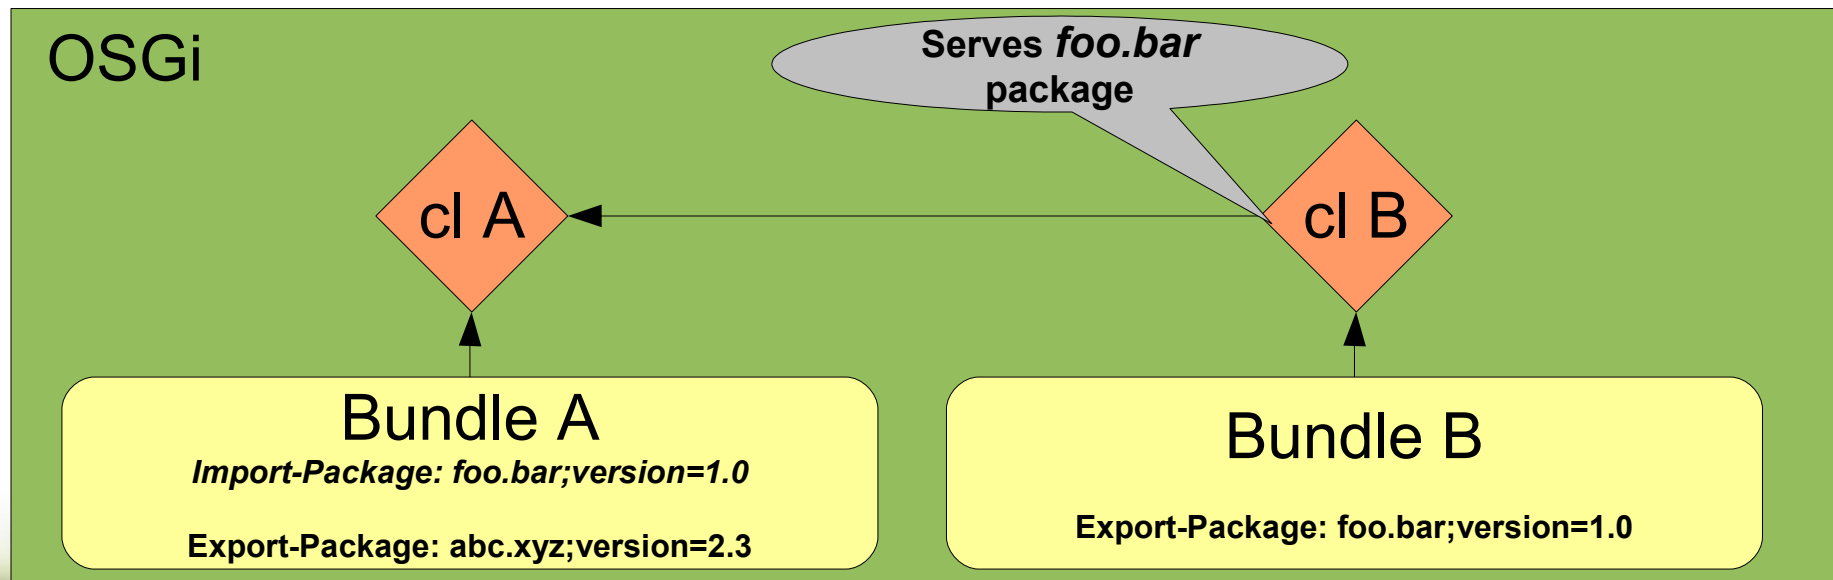 OSGi
Serves foo.bar
package
cl A
cl B
Bundle A
Import-Package: foo.bar;version=1.0
Export-Package: abc.xyz;version=2.3
Bundle B
Export-Package: foo.bar;version=1.0